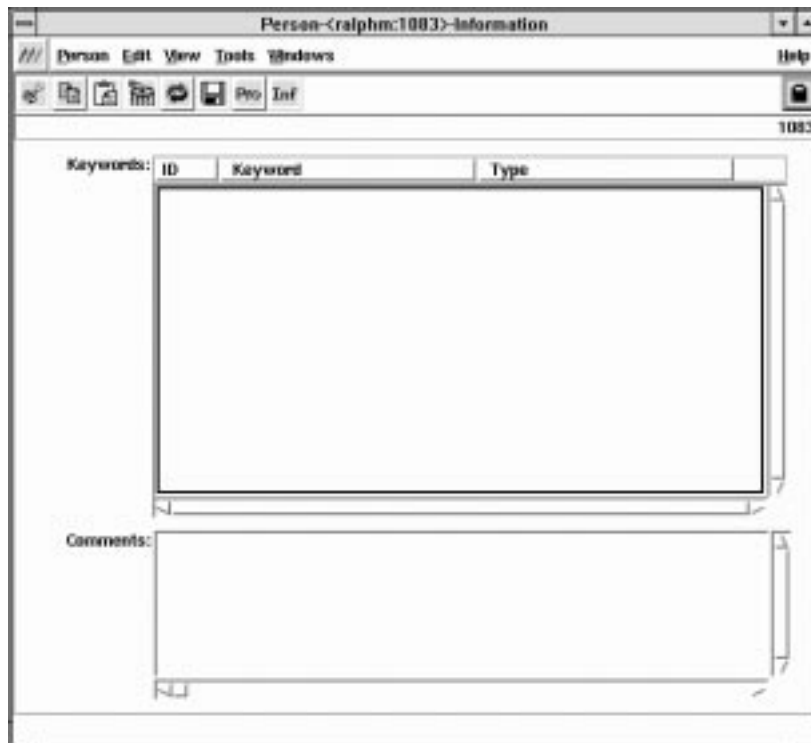 Person-<ralphm:1083>-Information
Person Edit View Tools Windows Help
Pro Inf
1083
Keywords: ID Keyword Type
Comments: